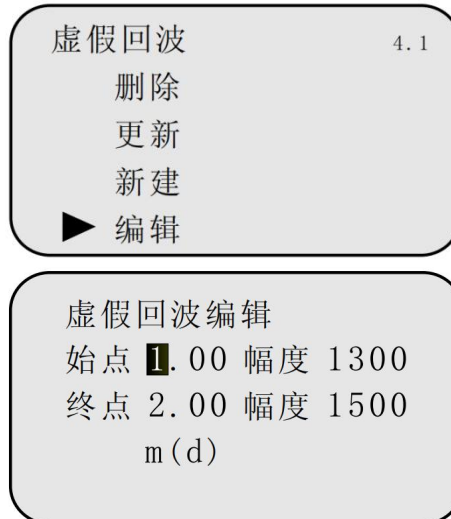 虚假回波 4.1
删除
更新
新建
▶ 编辑
虚假回波编辑
始点 1.00 幅度 1300
终点 2.00 幅度 1500
m(d)